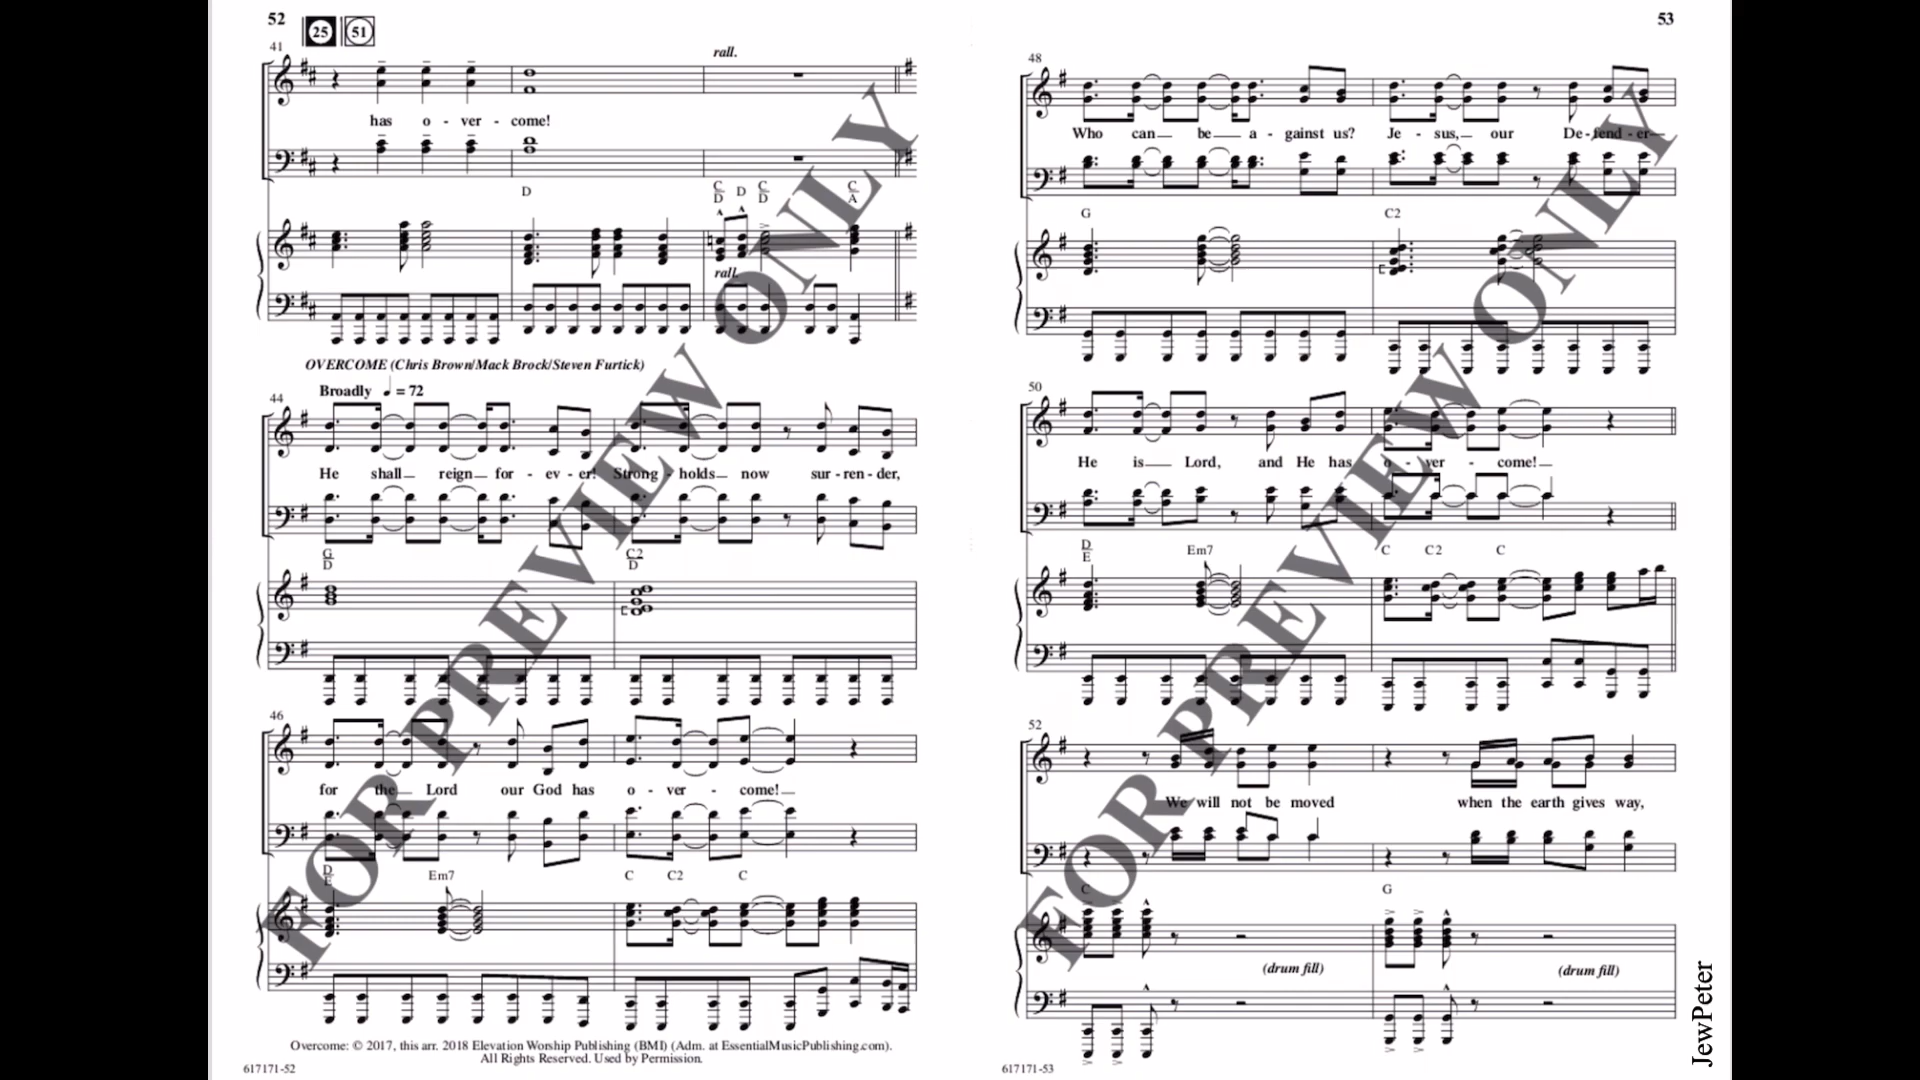 52
25 51
41
rall.
has o - ver - come!
D C/D D C/D C/A
rall.
OVERCOME (Chris Brown/Mack Brock/Steven Furtick)
Broadly ♩ = 72
44
He shall reign for - ev - er! Strong - holds now sur - ren - der,
G/D C2/D
46
for the Lord our God has o - ver - come!
D/E Em7 C C2 C
Overcome: © 2017, this arr. 2018 Elevation Worship Publishing (BMI) (Adm. at EssentialMusicPublishing.com).
All Rights Reserved. Used by Permission.
617171-52
FOR PREVIEW ONLY
53
48
Who can be a - gainst us? Je - sus, our De - fend - er
G C2
50
He is Lord, and He has o - ver - come!
D/E Em7 C C2 C
52
We will not be moved when the earth gives way,
C G
(drum fill) (drum fill)
617171-53
FOR PREVIEW ONLY
JewPeter